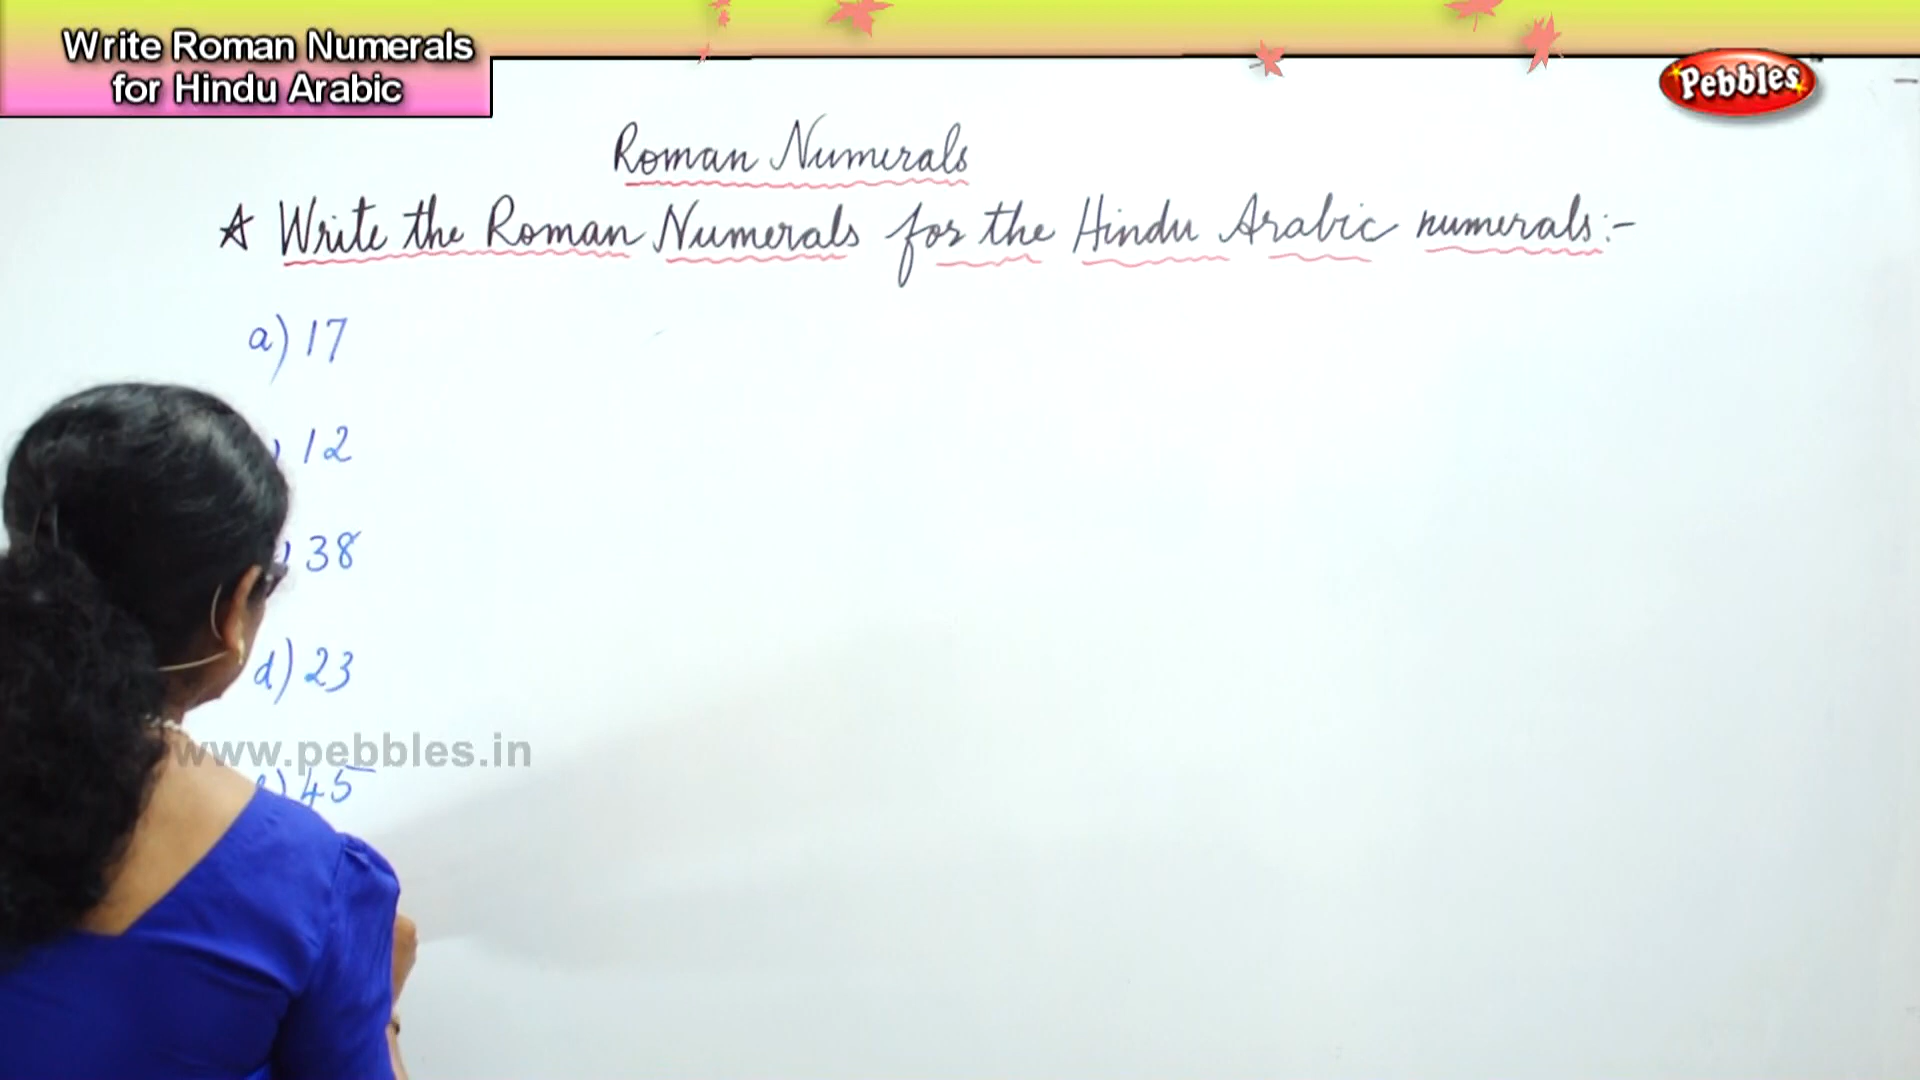 Write Roman Numerals
for Hindu Arabic
Pebbles
Roman Numerals
Write the Roman Numerals for the Hindu Arabic numerals:-
a) 17
) 12
) 38
d) 23
www.pebbles.in
e) 45